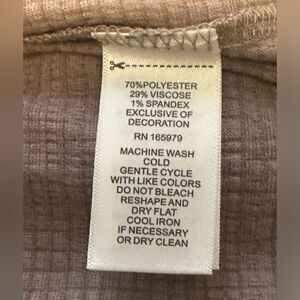 70%POLYESTER
29% VISCOSE
1% SPANDEX
EXCLUSIVE OF
DECORATION
RN 165979
MACHINE WASH
COLD
GENTLE CYCLE
WITH LIKE COLORS
DO NOT BLEACH
RESHAPE AND
DRY FLAT
COOL IRON
IF NECESSARY
OR DRY CLEAN